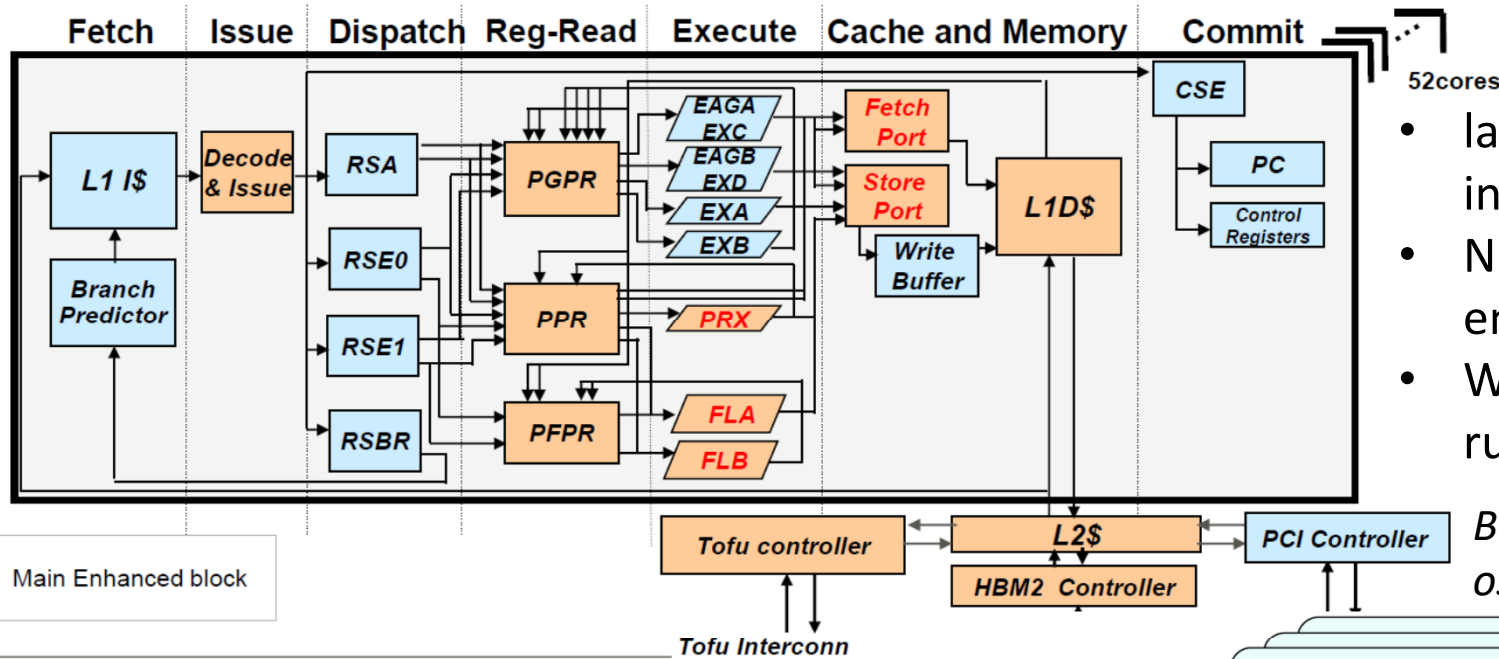 Fetch
Issue
Dispatch
Reg-Read
Execute
Cache and Memory
Commit
52cores
L1 I$
Branch
Predictor
Decode
& Issue
RSA
RSE0
RSE1
RSBR
PGPR
PPR
PFPR
EAGA
EXC
EAGB
EXD
EXA
EXB
PRX
FLA
FLB
Fetch
Port
Store
Port
Write
Buffer
L1D$
CSE
PC
Control
Registers
Tofu controller
L2$
HBM2 Controller
PCI Controller
Tofu Interconn
Main Enhanced block
•
•
•